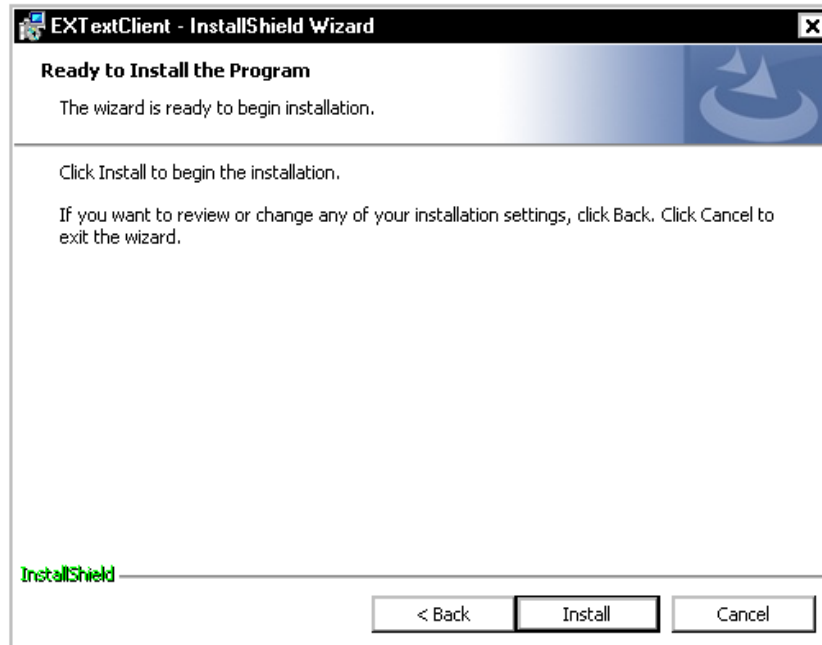 EXTextClient - InstallShield Wizard
Ready to Install the Program
The wizard is ready to begin installation.
Click Install to begin the installation.
If you want to review or change any of your installation settings, click Back. Click Cancel to
exit the wizard.
InstallShield
< Back Install Cancel